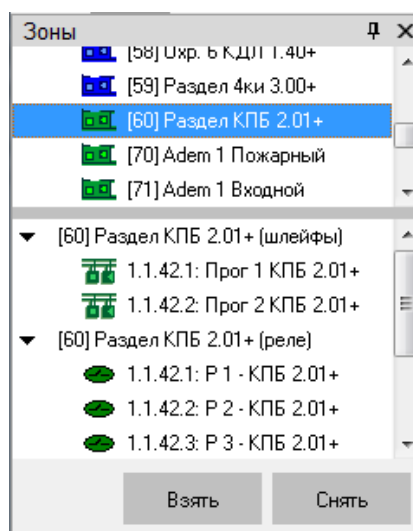 Зоны
[58] Охр. 6 КДЛ 1.40+
[59] Раздел 4ки 3.00+
[60] Раздел КПБ 2.01+
[70] Adem 1 Пожарный
[71] Adem 1 Входной
[60] Раздел КПБ 2.01+ (шлейфы)
1.1.42.1: Прог 1 КПБ 2.01+
1.1.42.2: Прог 2 КПБ 2.01+
[60] Раздел КПБ 2.01+ (реле)
1.1.42.1: Р 1 - КПБ 2.01+
1.1.42.2: Р 2 - КПБ 2.01+
1.1.42.3: Р 3 - КПБ 2.01+
Взять Снять